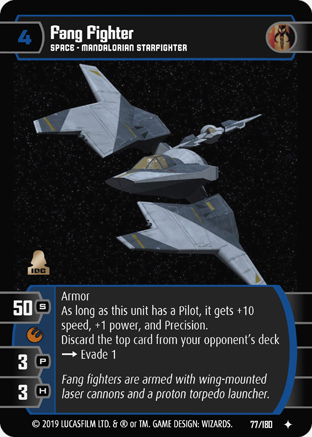 4
Fang Fighter
SPACE - MANDALORIAN STARFIGHTER
IDC
50 S
3 P
3 H
Armor
As long as this unit has a Pilot, it gets +10
speed, +1 power, and Precision.
Discard the top card from your opponent's deck
→ Evade 1
Fang fighters are armed with wing-mounted
laser cannons and a proton torpedo launcher.
© 2019 LUCASFILM LTD. & ® or TM. GAME DESIGN: WIZARDS. 77/180